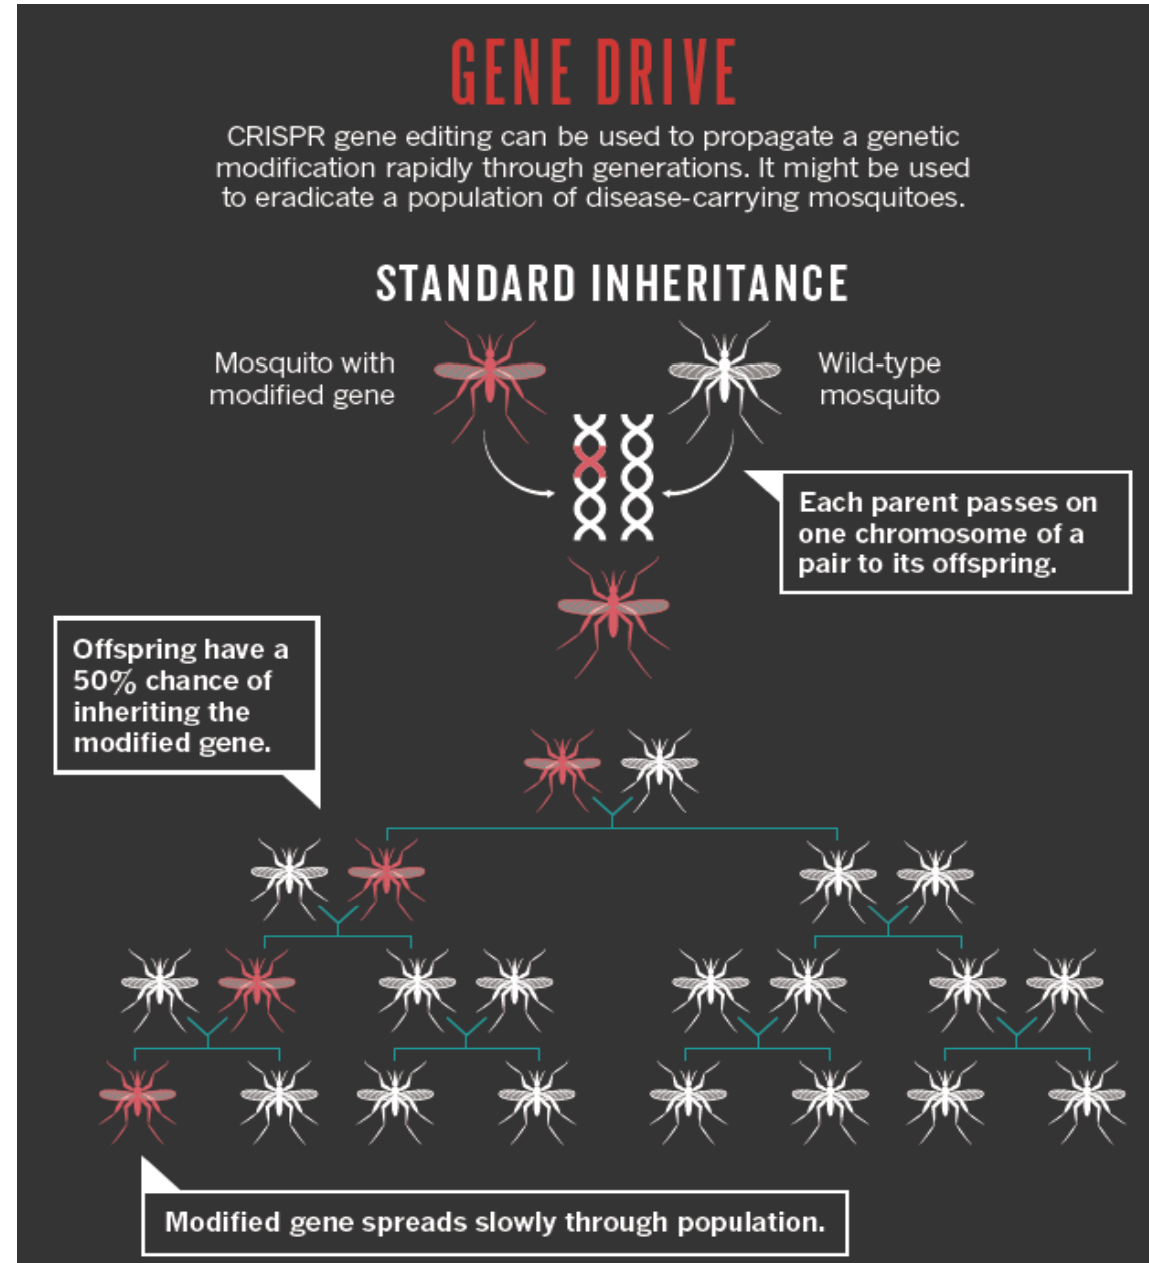 GENE DRIVE
CRISPR gene editing can be used to propagate a genetic
modification rapidly through generations. It might be used
to eradicate a population of disease-carrying mosquitoes.
STANDARD INHERITANCE
Mosquito with
modified gene
Wild-type
mosquito
Each parent passes on
one chromosome of a
pair to its offspring.
Offspring have a
50% chance of
inheriting the
modified gene.
Modified gene spreads slowly through population.